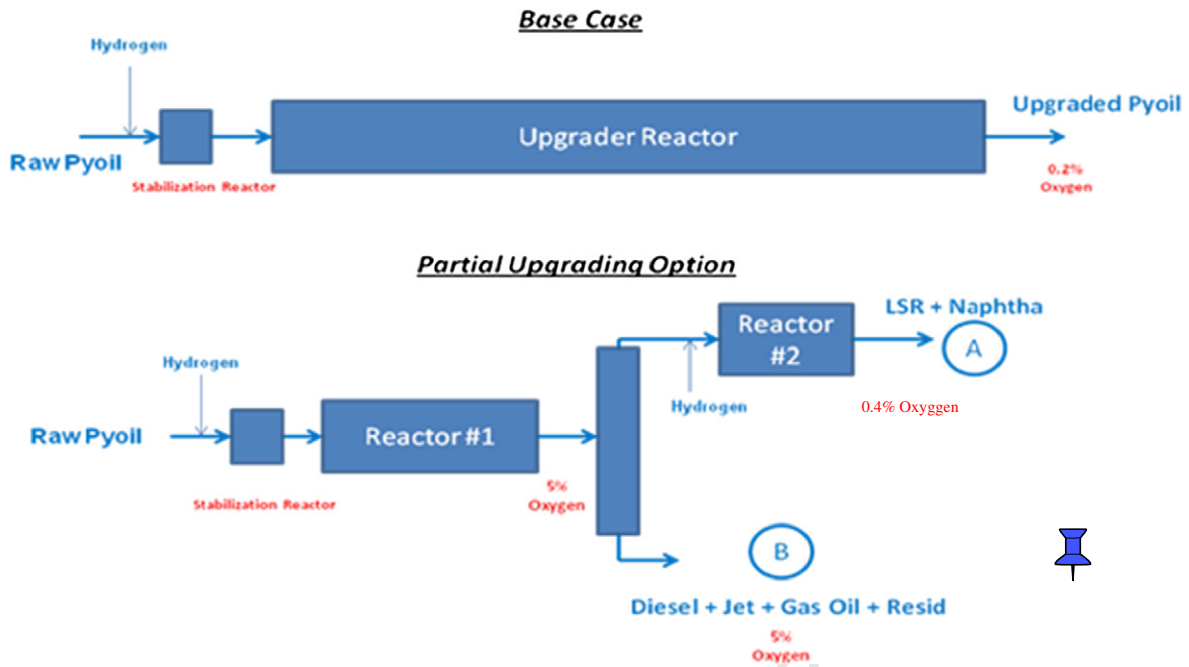 Base Case
Hydrogen
Upgraded Pyoil
Upgrader Reactor
Raw Pyoil
Stabilization Reactor
0.2%
Oxygen
Partial Upgrading Option
LSR + Naphtha
Reactor
#2
A
Hydrogen
Hydrogen
0.4% Oxyggen
Raw Pyoil
Reactor #1
5%
Oxygen
Stabilization Reactor
B
Diesel + Jet + Gas Oil + Resid
5%
Oxygen